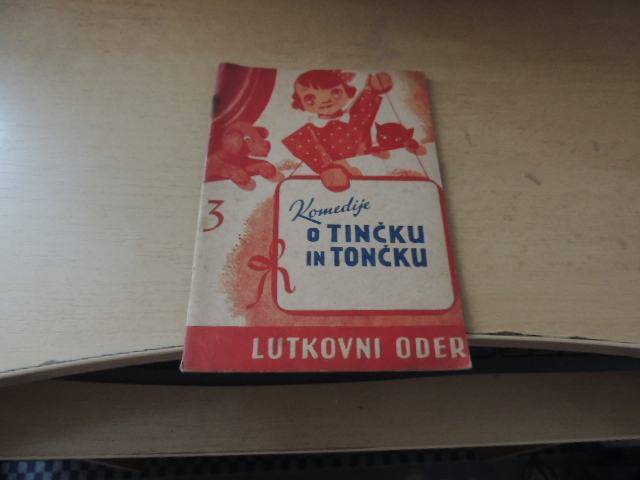 3
Komedije
O TINČKU
IN TONČKU
LUTKOVNI ODER